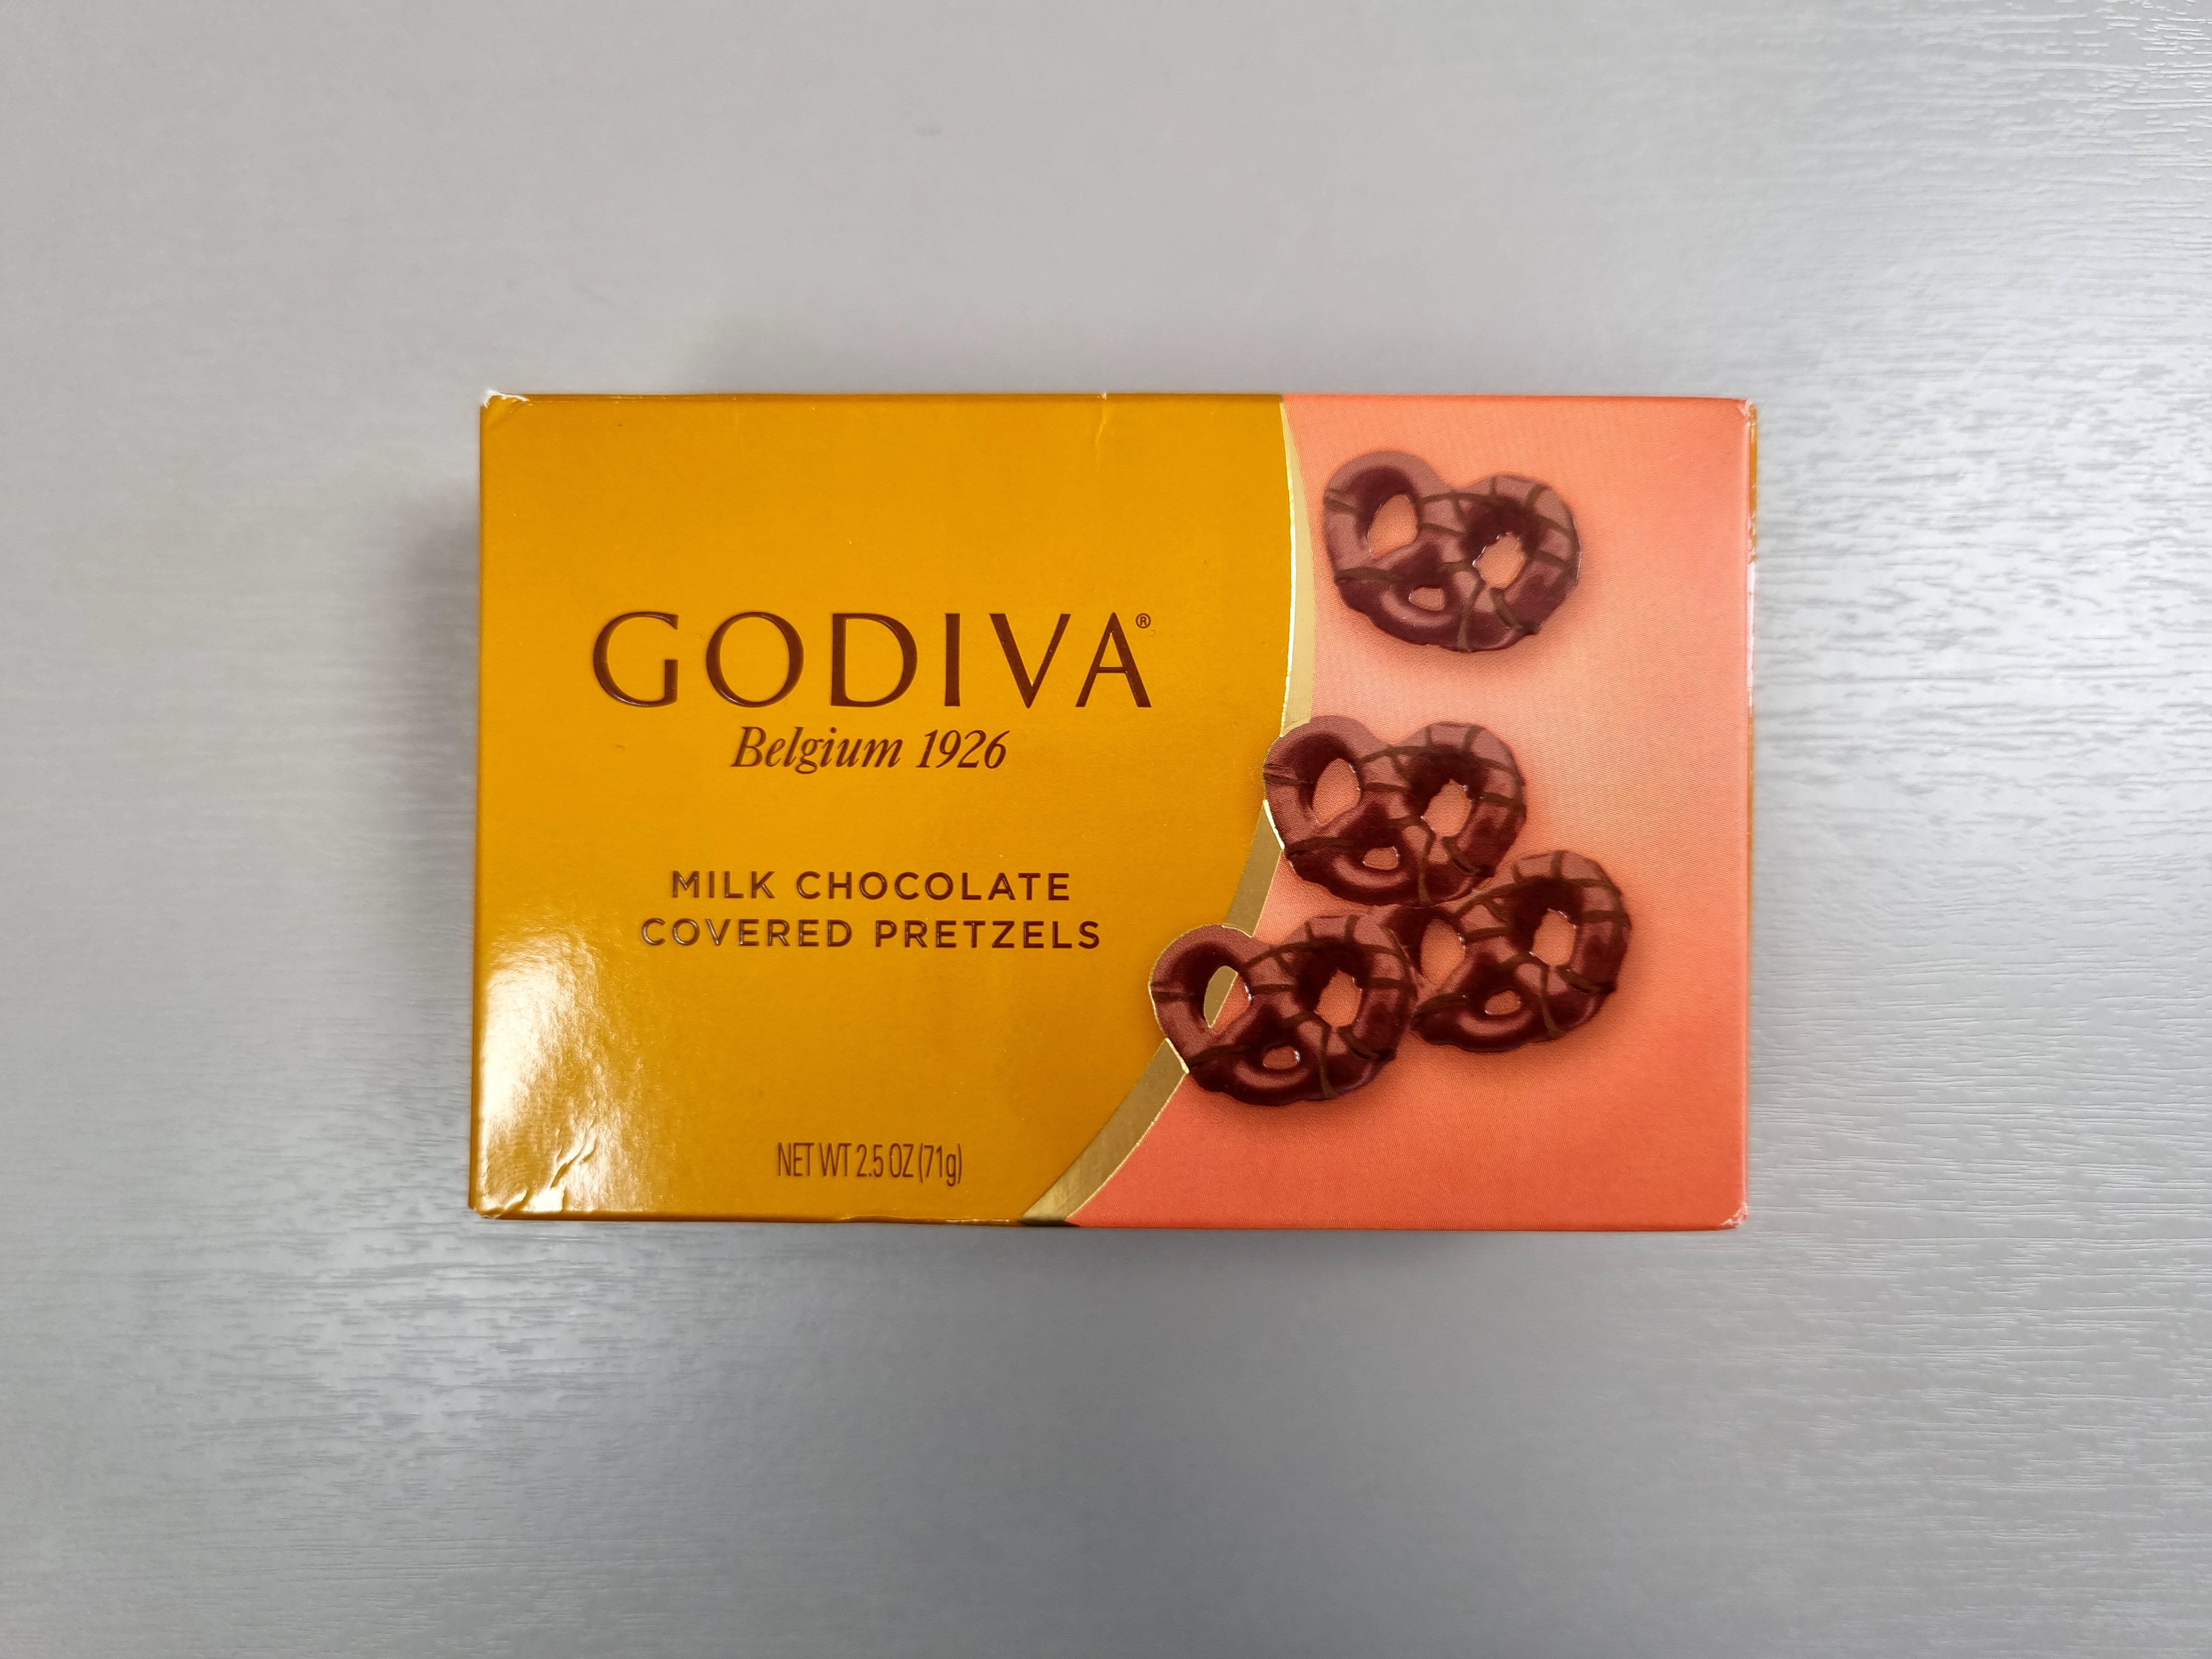 GODIVA®
Belgium 1926
MILK CHOCOLATE
COVERED PRETZELS
NET WT 2.5 OZ (71g)